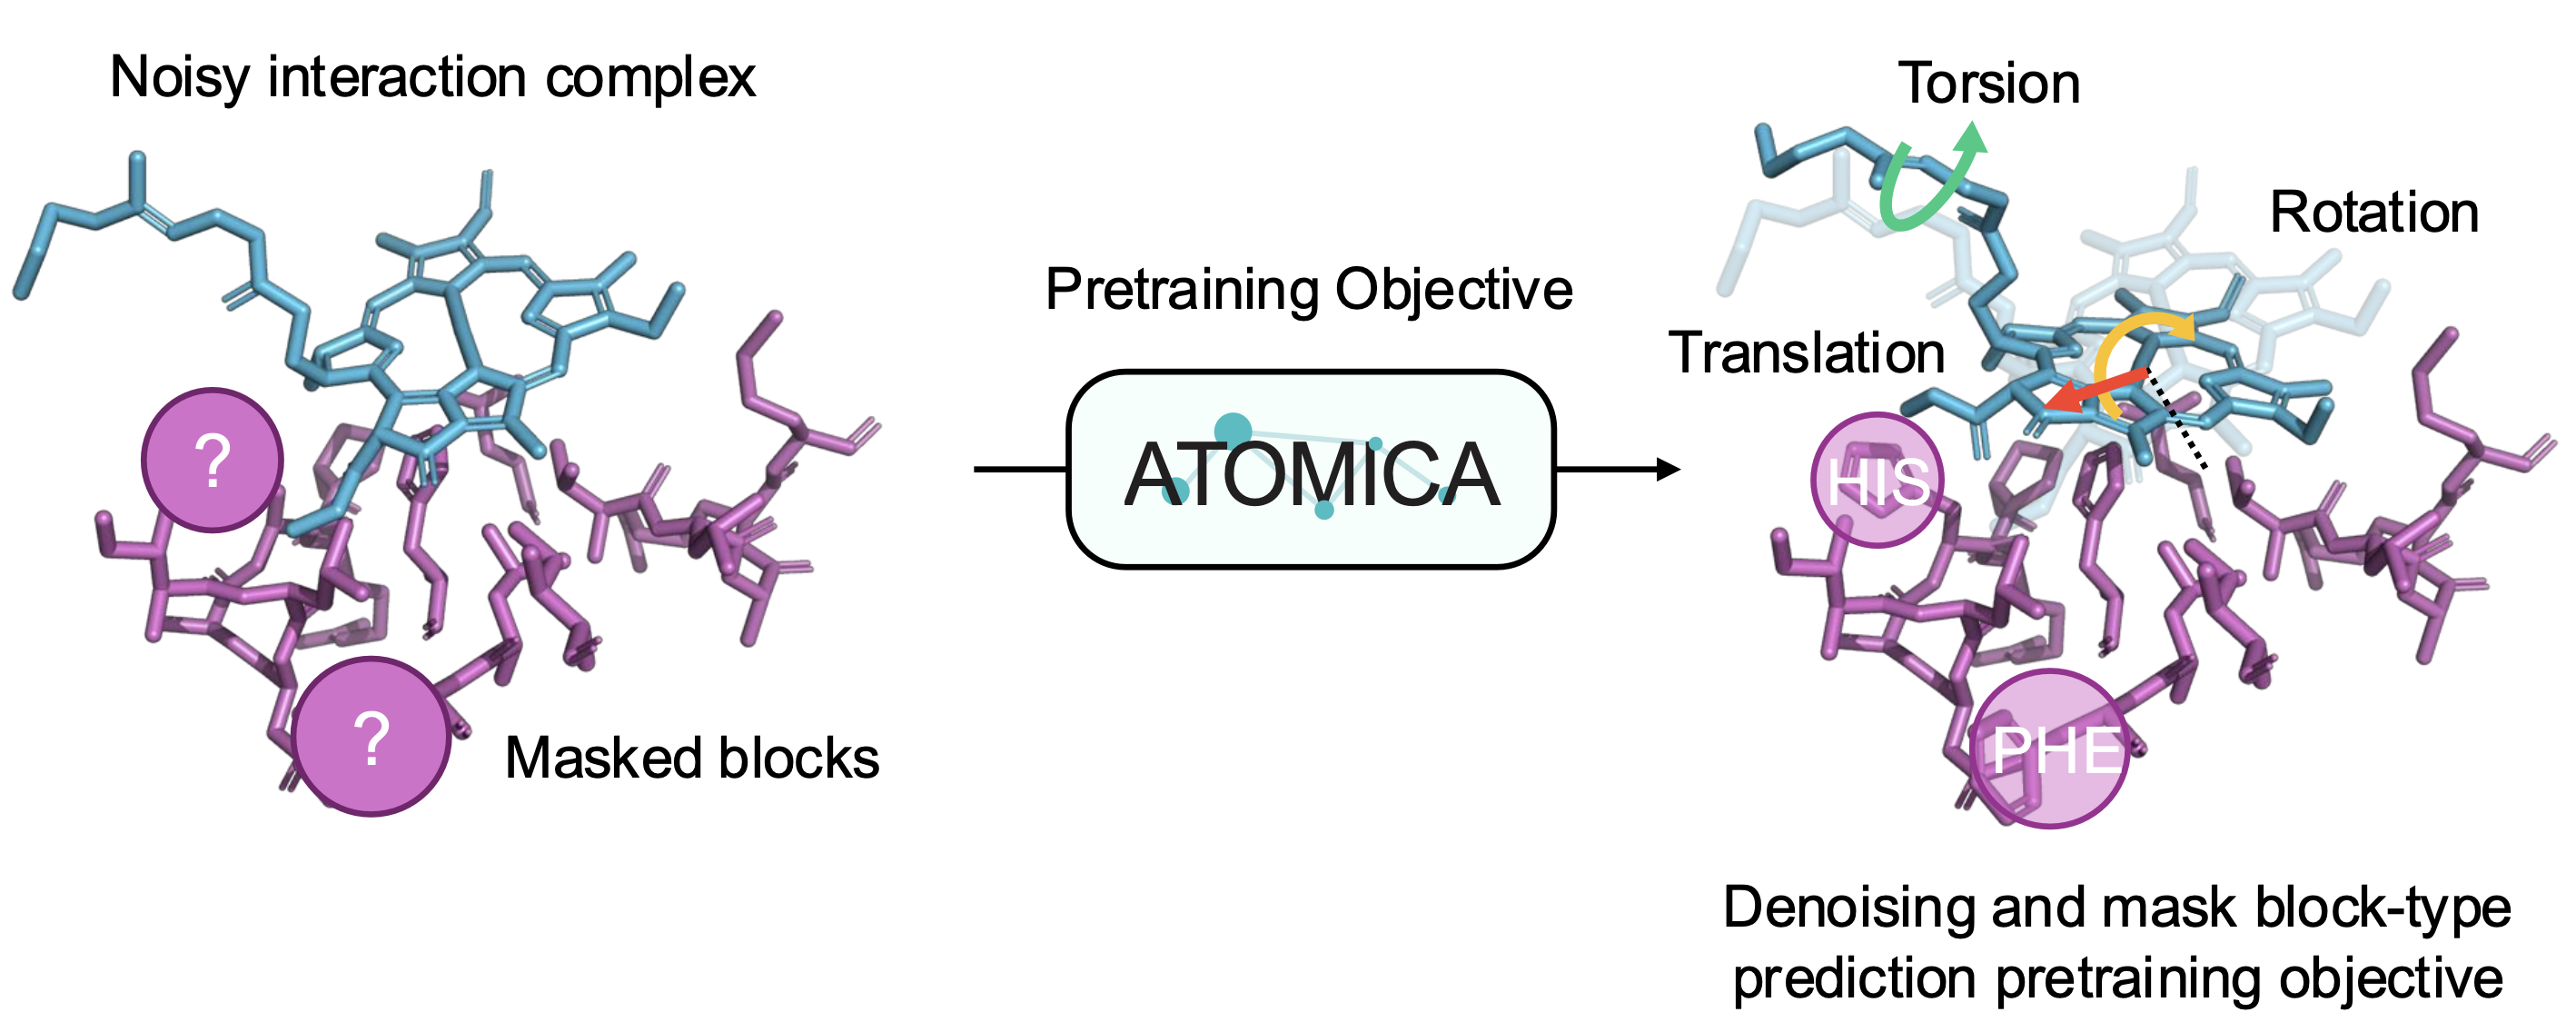 Noisy interaction complex
?
?
Masked blocks
Pretraining Objective
ATOMICA
Torsion
Rotation
Translation
HIS
PHE
Denoising and mask block-type
prediction pretraining objective